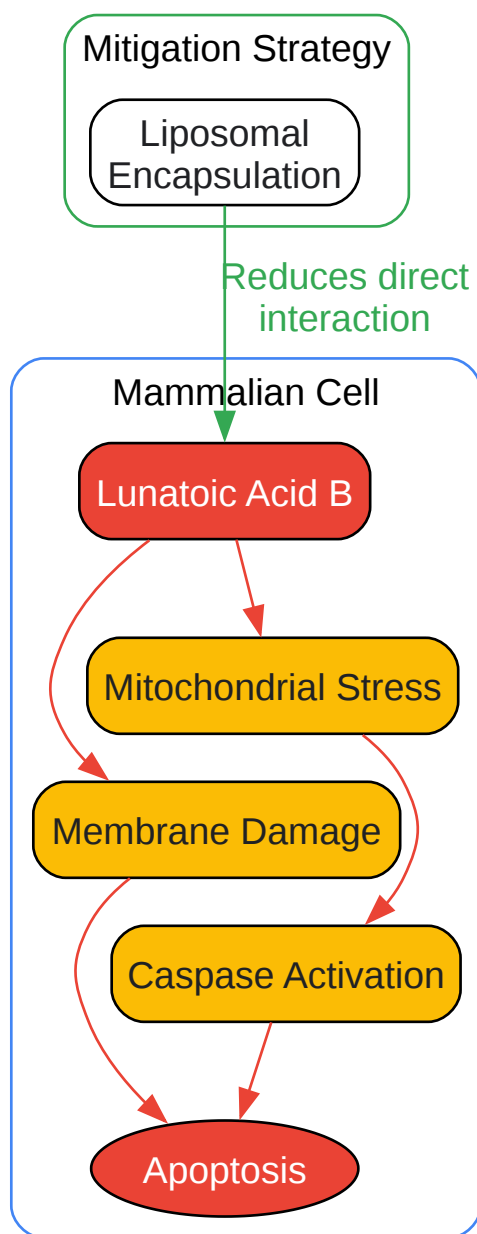 Mitigation Strategy
Liposomal
Encapsulation
Reduces direct
interaction
Mammalian Cell
Lunatoic Acid B
Mitochondrial Stress
Membrane Damage
Caspase Activation
Apoptosis